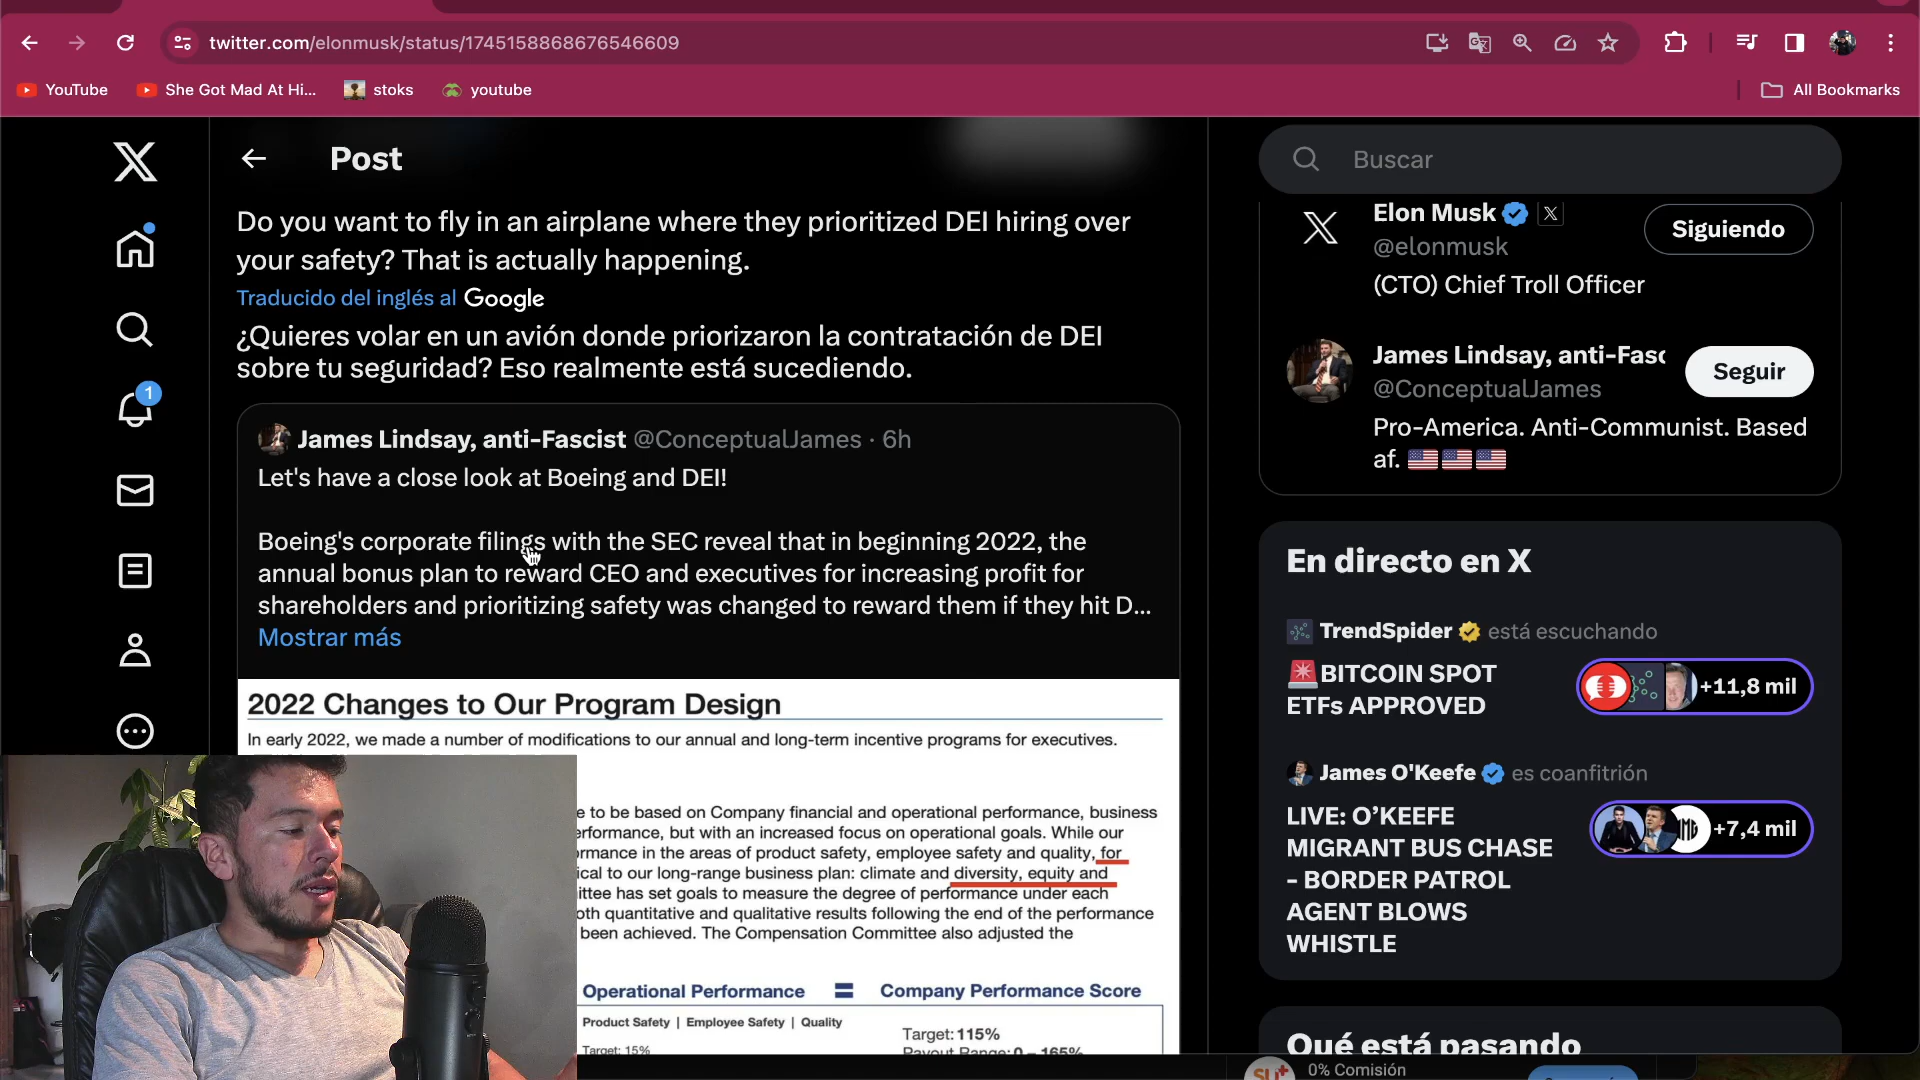 twitter.com/elonmusk/status/1745158868676546609
YouTube
She Got Mad At Hi...
stoks
youtube
All Bookmarks
Post
Do you want to fly in an airplane where they prioritized DEI hiring over
your safety? That is actually happening.
Traducido del inglés al Google
¿Quieres volar en un avión donde priorizaron la contratación de DEI
sobre tu seguridad? Eso realmente está sucediendo.
James Lindsay, anti-Fascist @ConceptualJames · 6h
Let's have a close look at Boeing and DEI!
Boeing's corporate filings with the SEC reveal that in beginning 2022, the
annual bonus plan to reward CEO and executives for increasing profit for
shareholders and prioritizing safety was changed to reward them if they hit D...
Mostrar más
2022 Changes to Our Program Design
In early 2022, we made a number of modifications to our annual and long-term incentive programs for executives.
e to be based on Company financial and operational performance, business
erformance, but with an increased focus on operational goals. While our
rmance in the areas of product safety, employee safety and quality, for
ical to our long-range business plan: climate and diversity, equity and
ittee has set goals to measure the degree of performance under each
oth quantitative and qualitative results following the end of the performance
been achieved. The Compensation Committee also adjusted the
Operational Performance = Company Performance Score
Product Safety | Employee Safety | Quality
Target: 15%
Target: 115%
Payout Range: 0 – 165%
1
Buscar
Elon Musk
@elonmusk
Siguiendo
(CTO) Chief Troll Officer
James Lindsay, anti-Fasc
@ConceptualJames
Seguir
Pro-America. Anti-Communist. Based
af.
En directo en X
TrendSpider está escuchando
BITCOIN SPOT
ETFs APPROVED
+11,8 mil
James O'Keefe es coanfitrión
LIVE: O’KEEFE
MIGRANT BUS CHASE
– BORDER PATROL
AGENT BLOWS
WHISTLE
+7,4 mil
Qué está pasando
0% Comisión